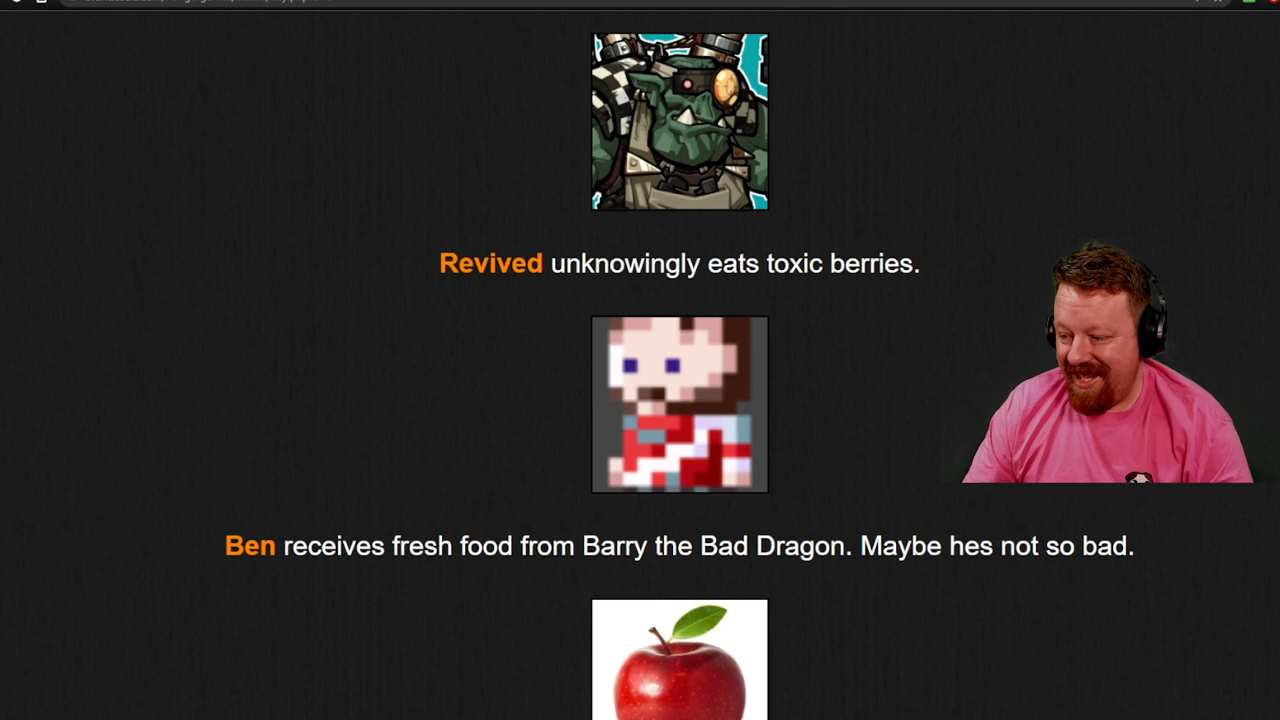 Revived unknowingly eats toxic berries.
Ben receives fresh food from Barry the Bad Dragon. Maybe hes not so bad.